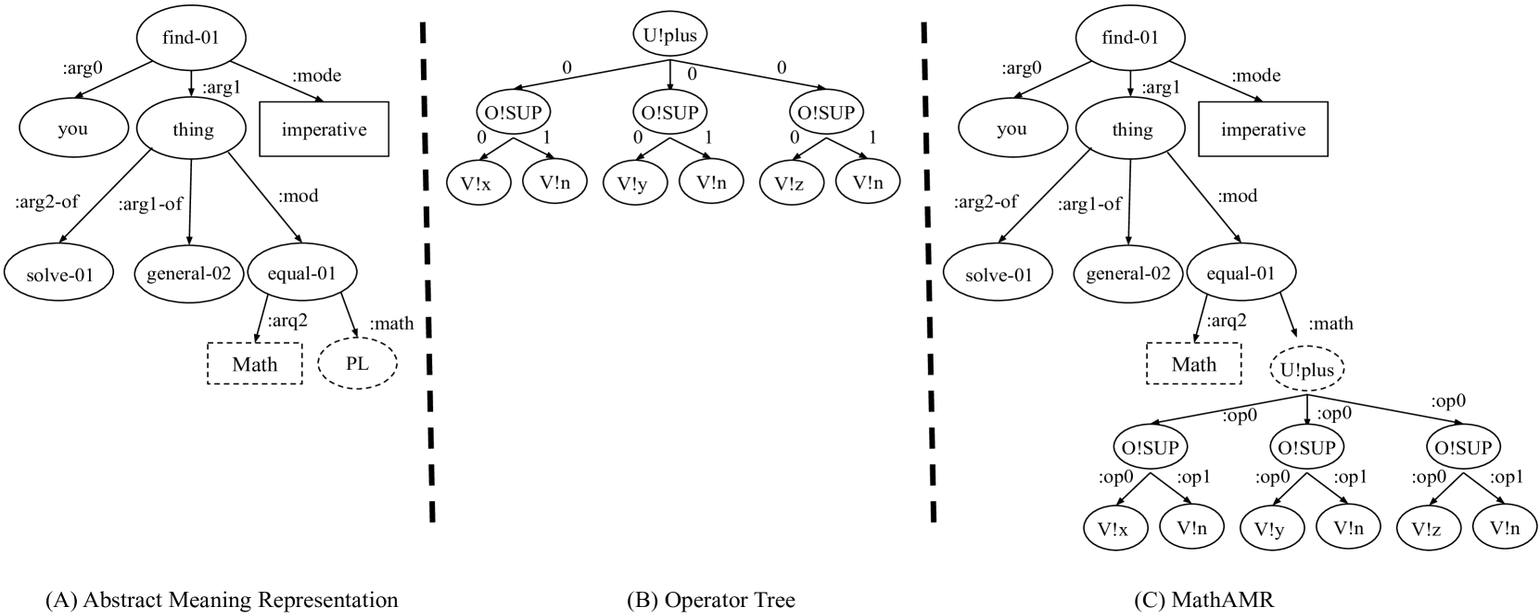 find-01
:arg0
:arg1
:mode
you
thing
imperative
:arg2-of
:arg1-of
:mod
solve-01
general-02
equal-01
:arq2
:math
Math
PL
(A) Abstract Meaning Representation
U!plus
0
0
0
O!SUP
O!SUP
O!SUP
0
1
0
1
0
1
V!x
V!n
V!y
V!n
V!z
V!n
(B) Operator Tree
find-01
:arg0
:arg1
:mode
you
thing
imperative
:arg2-of
:arg1-of
:mod
solve-01
general-02
equal-01
:arq2
:math
Math
U!plus
:op0
:op0
:op0
O!SUP
O!SUP
O!SUP
:op0
:op1
:op0
:op1
:op0
:op1
V!x
V!n
V!y
V!n
V!z
V!n
(C) MathAMR